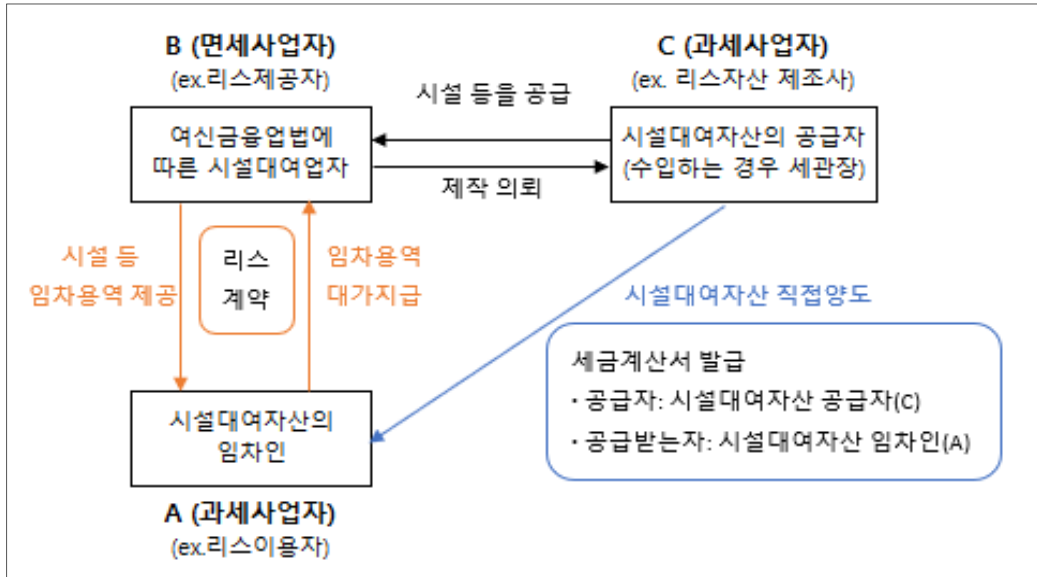 B (면세사업자)
(ex.리스제공자)
C (과세사업자)
(ex. 리스자산 제조사)
시설 등을 공급
여신금융업법에
따른 시설대여업자
시설대여자산의 공급자
(수입하는 경우 세관장)
제작 의뢰
시설 등
임차용역 제공
리스
계약
임차용역
대가지급
시설대여자산 직접양도
세금계산서 발급
· 공급자: 시설대여자산 공급자(C)
· 공급받는자: 시설대여자산 임차인(A)
시설대여자산의
임차인
A (과세사업자)
(ex.리스이용자)